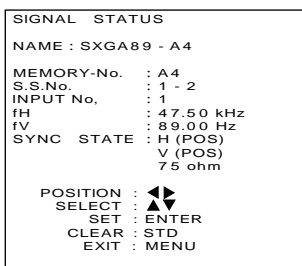 SIGNAL STATUS
NAME : SXGA89 - A4
MEMORY-No. : A4
S.S.No. : 1 - 2
INPUT No, : 1
fH : 47.50 kHz
fV : 89.00 Hz
SYNC STATE : H (POS)
V (POS)
75 ohm
POSITION : ◀▶
SELECT : ▲▼
SET : ENTER
CLEAR : STD
EXIT : MENU